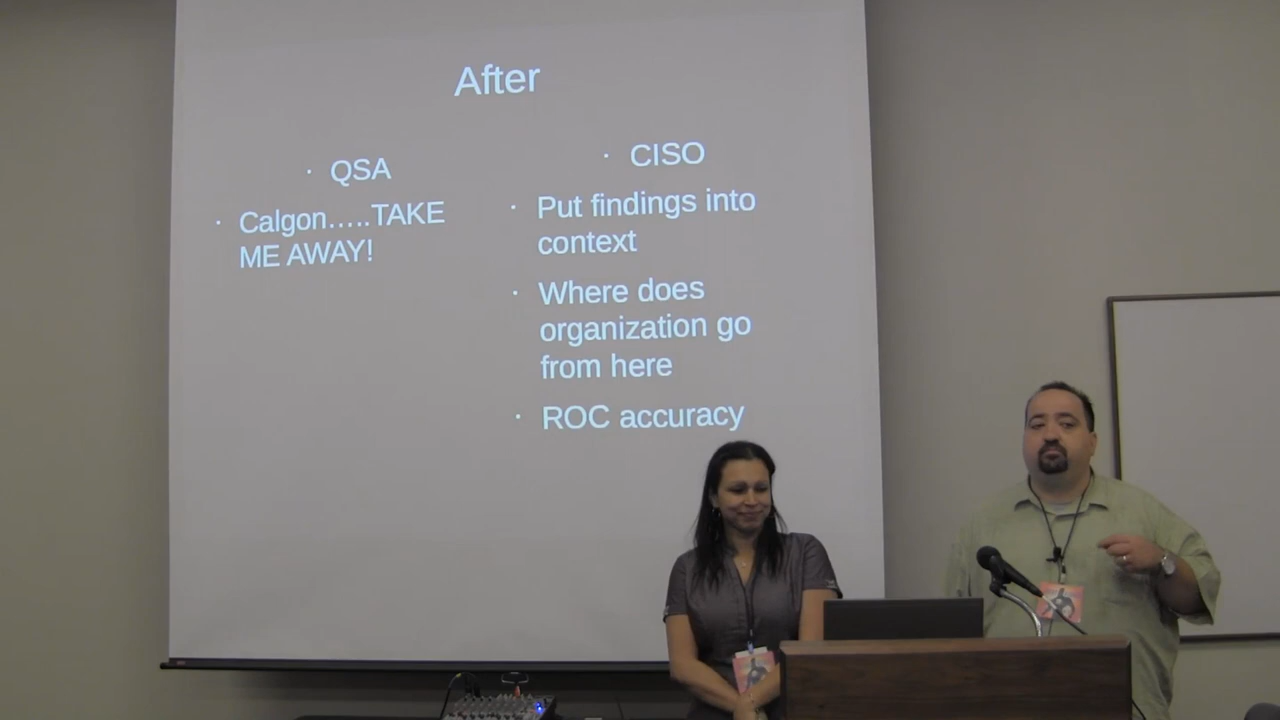 After
· QSA
· Calgon.....TAKE
ME AWAY!
· CISO
· Put findings into
context
· Where does
organization go
from here
· ROC accuracy